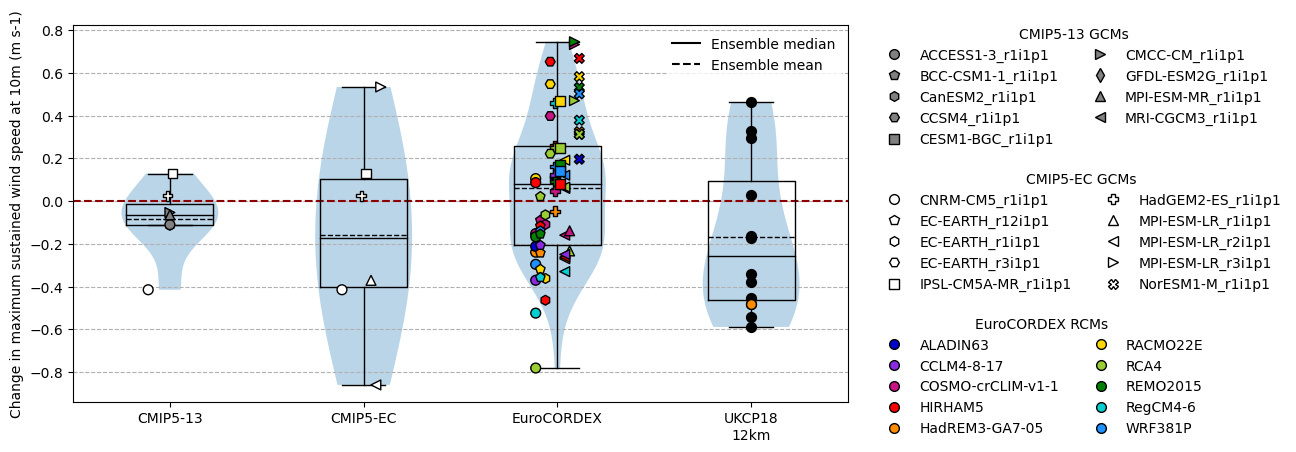 Change in maximum sustained wind speed at 10m (m s-1)
0.8
0.6
0.4
0.2
0.0
−0.2
−0.4
−0.6
−0.8
Ensemble median
Ensemble mean
CMIP5-13
CMIP5-EC
EuroCORDEX
UKCP18
12km
CMIP5-13 GCMs
ACCESS1-3_r1i1p1
BCC-CSM1-1_r1i1p1
CanESM2_r1i1p1
CCSM4_r1i1p1
CESM1-BGC_r1i1p1
CMCC-CM_r1i1p1
GFDL-ESM2G_r1i1p1
MPI-ESM-MR_r1i1p1
MRI-CGCM3_r1i1p1
CMIP5-EC GCMs
CNRM-CM5_r1i1p1
EC-EARTH_r12i1p1
EC-EARTH_r1i1p1
EC-EARTH_r3i1p1
IPSL-CM5A-MR_r1i1p1
HadGEM2-ES_r1i1p1
MPI-ESM-LR_r1i1p1
MPI-ESM-LR_r2i1p1
MPI-ESM-LR_r3i1p1
NorESM1-M_r1i1p1
EuroCORDEX RCMs
ALADIN63
CCLM4-8-17
COSMO-crCLIM-v1-1
HIRHAM5
HadREM3-GA7-05
RACMO22E
RCA4
REMO2015
RegCM4-6
WRF381P